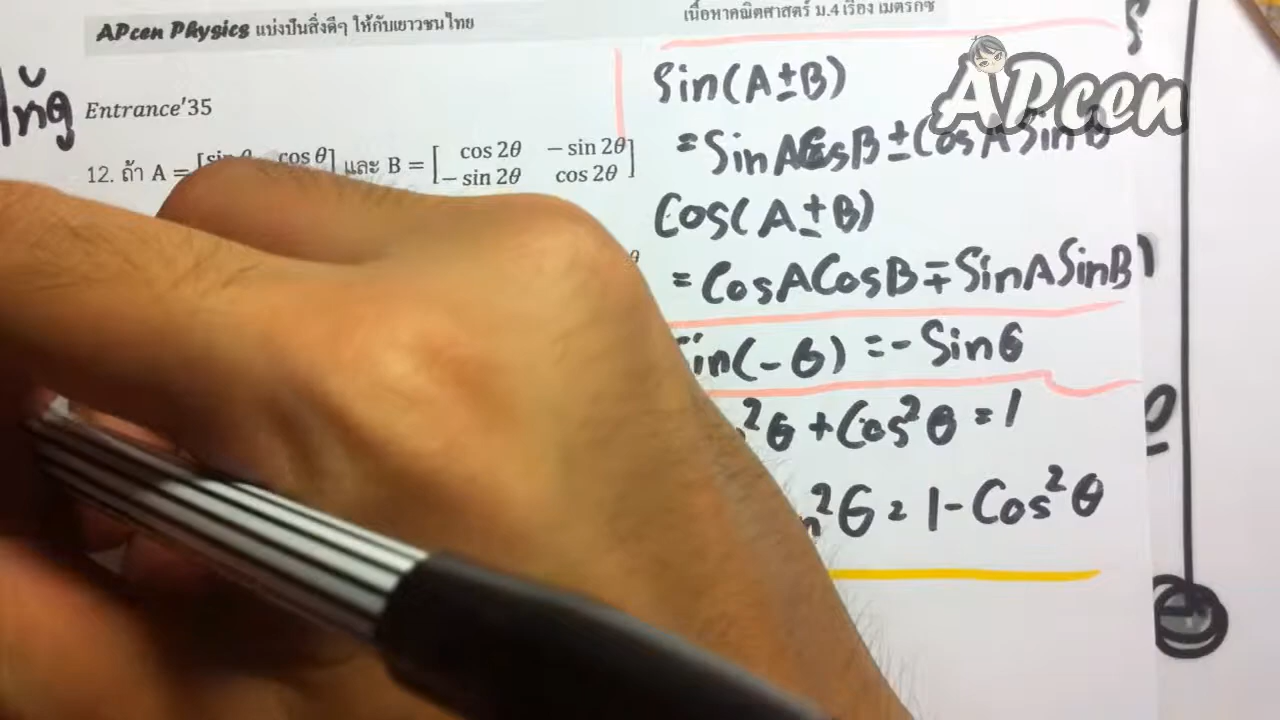 APcen Physics แบ่งปันสิ่งดีๆ ให้กับเยาวชนไทย
เนื้อหาคณิตศาสตร์ ม.4 เรื่อง เมตริกซ์
APcen
Entrance'35
12. ถ้า A = [sin θ cos θ] และ B = [cos 2θ − sin 2θ]
[− sin 2θ cos 2θ]
Sin(A±B)
= SinACosB ± CosASinB
Cos(A±B)
= CosACosB ∓ SinASinB
in(-θ) = - Sinθ
²θ + Cos²θ = 1
²θ = 1 - Cos²θ